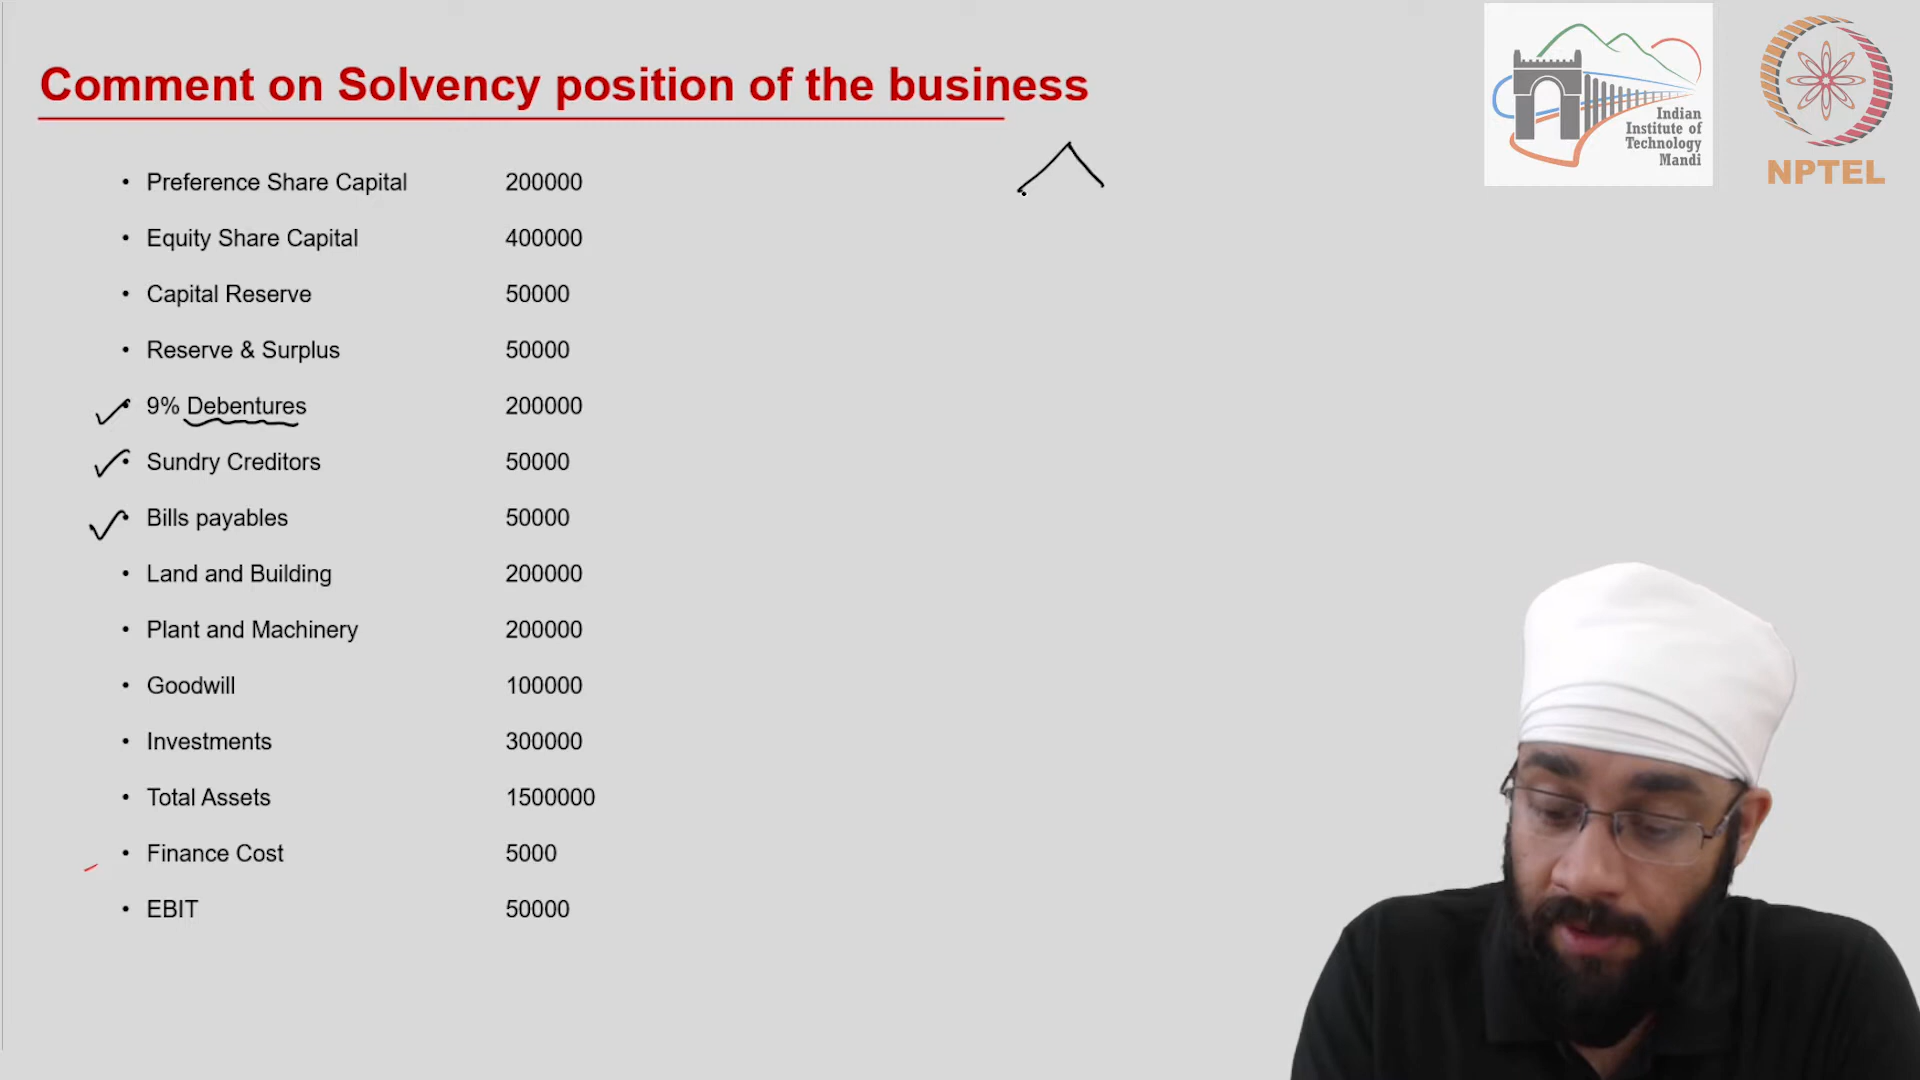 Comment on Solvency position of the business
Indian
Institute of
Technology
Mandi
NPTEL
• Preference Share Capital 200000
• Equity Share Capital 400000
• Capital Reserve 50000
• Reserve & Surplus 50000
• 9% Debentures 200000
• Sundry Creditors 50000
• Bills payables 50000
• Land and Building 200000
• Plant and Machinery 200000
• Goodwill 100000
• Investments 300000
• Total Assets 1500000
• Finance Cost 5000
• EBIT 50000